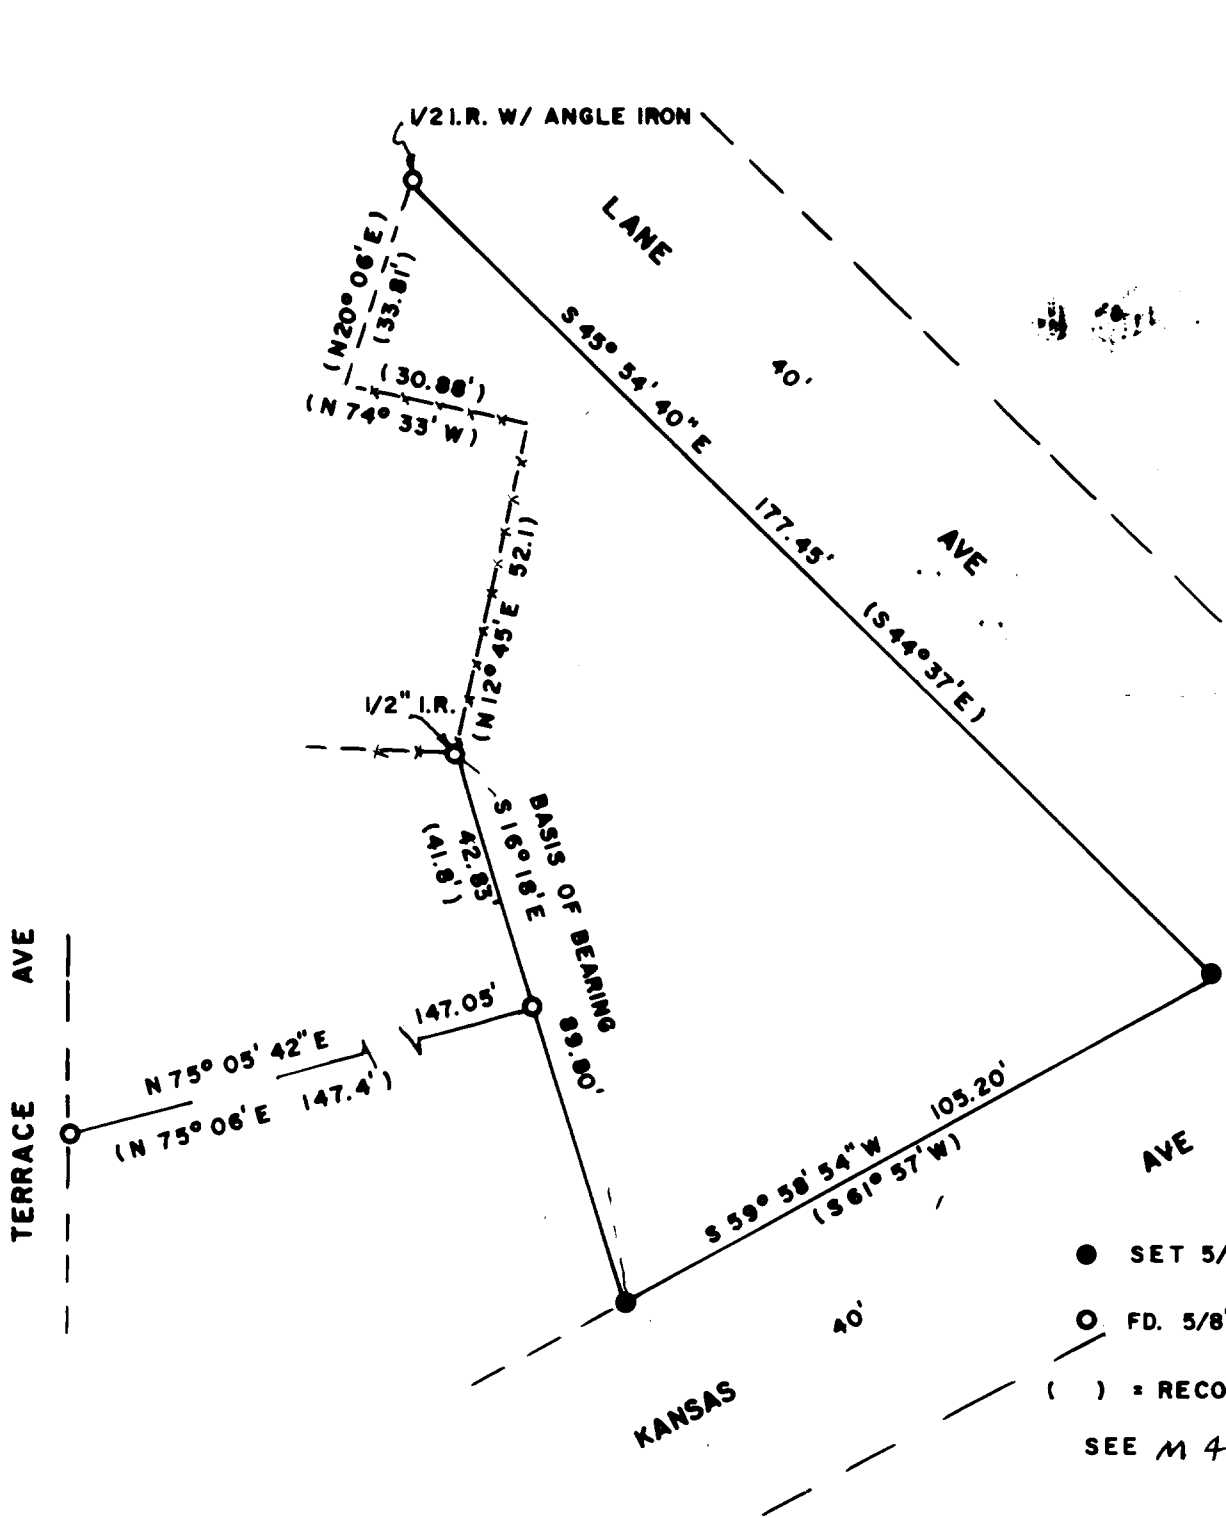 1/2 I.R. W/ ANGLE IRON
LANE
(N20° 06' E)
(33.81')
S 45° 54' 40" E
40'
(30.88')
(N 74° 33' W)
177.45'
AVE
(N 12° 45' E 52.1)
(S 44° 37' E)
1/2" I.R.
S 16° 18' E
BASIS OF BEARING
42.83'
(41.8')
AVE
147.05'
89.80'
N 75° 05' 42" E
(N 75° 06' E 147.4')
105.20'
TERRACE
S 59° 58' 54" W
(S 61° 57' W)
AVE
SET 5/
40'
FD. 5/8"
KANSAS
( ) = RECO
SEE M 4